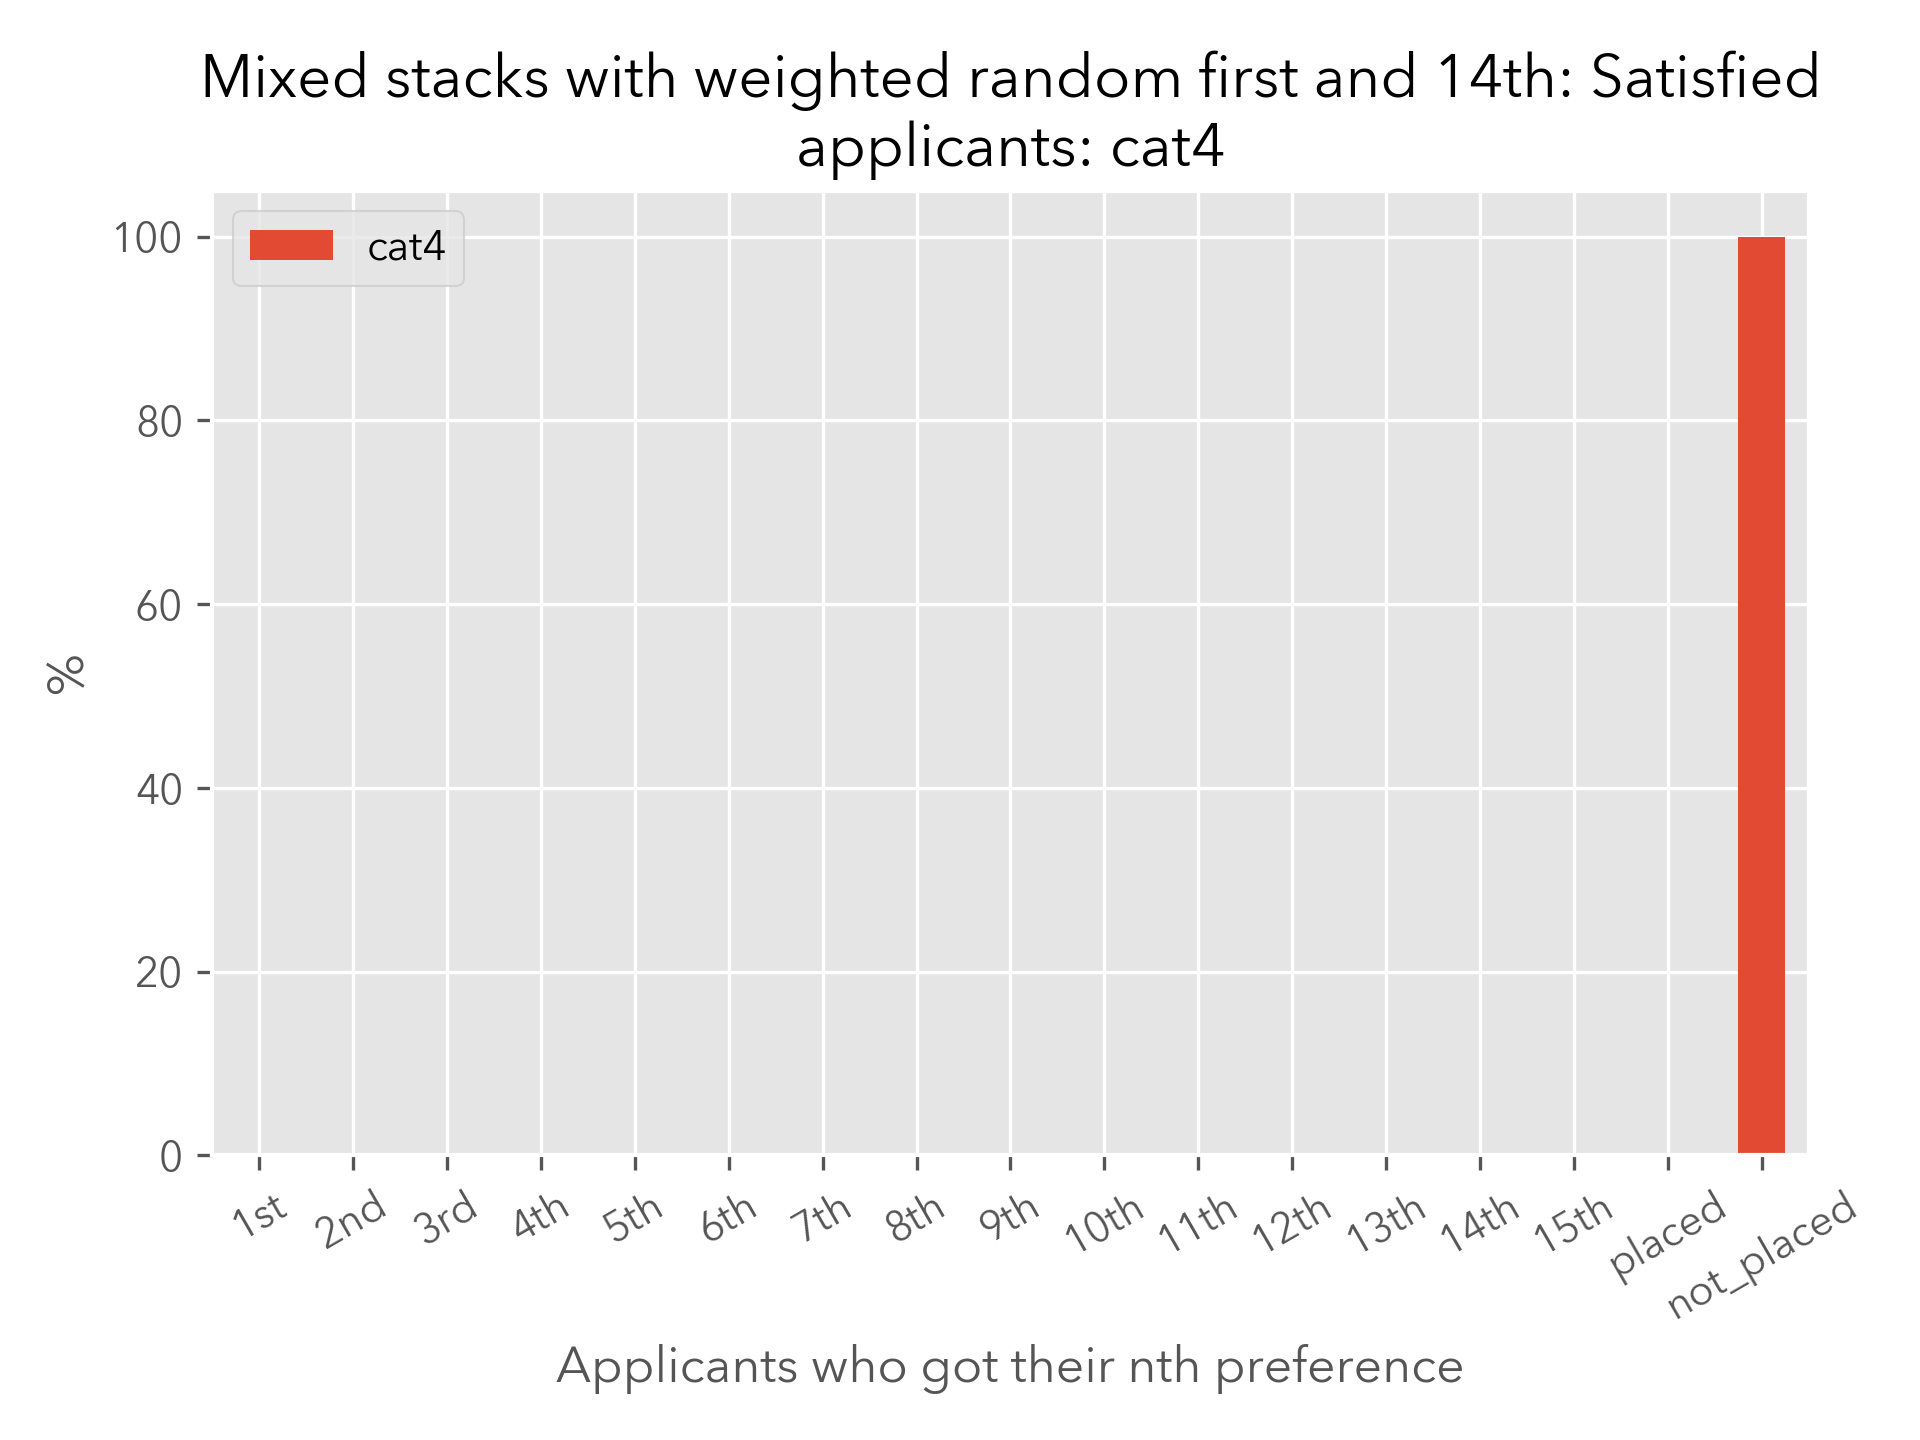 Mixed stacks with weighted random first and 14th: Satisfied
applicants: cat4
cat4
%
100
80
60
40
20
0
1st
2nd
3rd
4th
5th
6th
7th
8th
9th
10th
11th
12th
13th
14th
15th
placed
not_placed
Applicants who got their nth preference